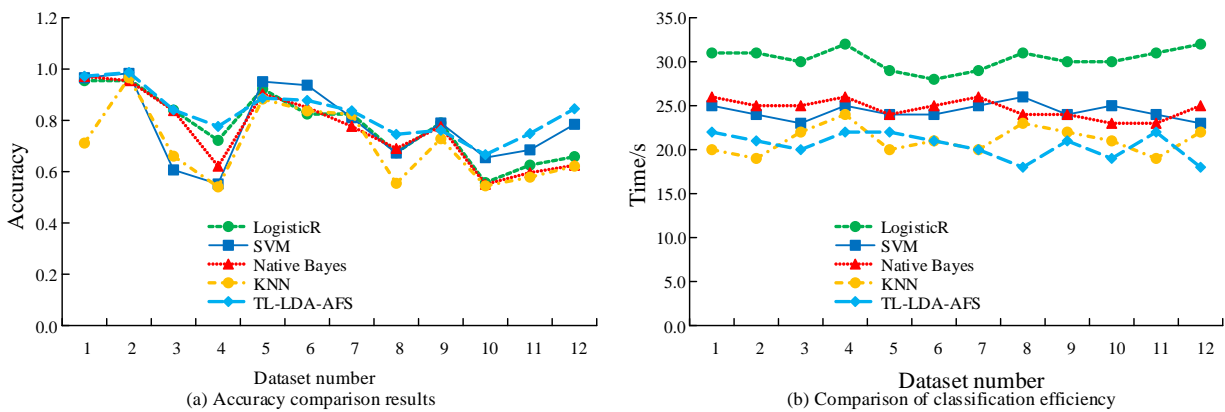 1.2
1.0
0.8
0.6
0.4
0.2
0.0
Accuracy
LogisticR
SVM
Native Bayes
KNN
TL-LDA-AFS
1 2 3 4 5 6 7 8 9 10 11 12
Dataset number
(a) Accuracy comparison results
35.0
30.0
25.0
20.0
15.0
10.0
5.0
0.0
Time/s
LogisticR
SVM
Native Bayes
KNN
TL-LDA-AFS
1 2 3 4 5 6 7 8 9 10 11 12
Dataset number
(b) Comparison of classification efficiency